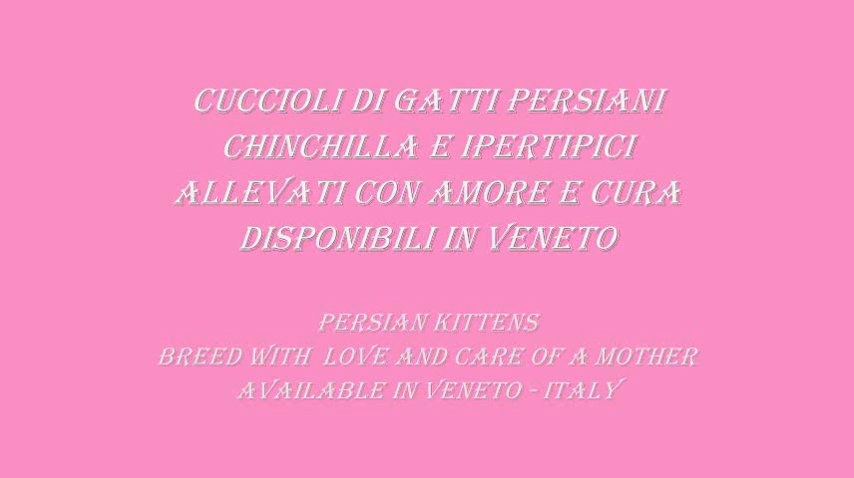 CUCCIOLI DI GATTI PERSIANI
CHINCHILLA E IPERTIPICI
ALLEVATI CON AMORE E CURA
DISPONIBILI IN VENETO
PERSIAN KITTENS
BREED WITH LOVE AND CARE OF A MOTHER
AVAILABLE IN VENETO - ITALY